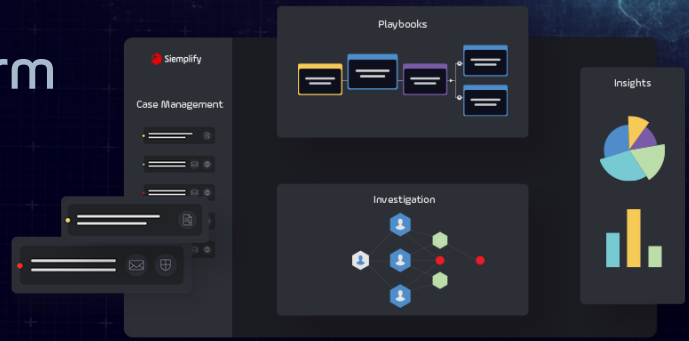 rm
Playbooks
Siemplify
Insights
Case Management
Investigation